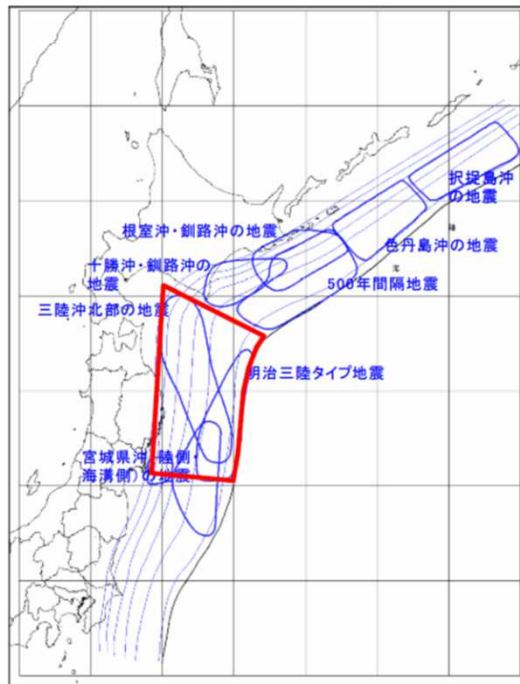 択捉島沖
の地震
根室沖・釧路沖の地震
色丹島沖の地震
十勝沖・釧路沖の
地震
500年間隔地震
三陸沖北部の地震
明治三陸タイプ地震
宮城県沖(陸側・
海溝側)の地震
海